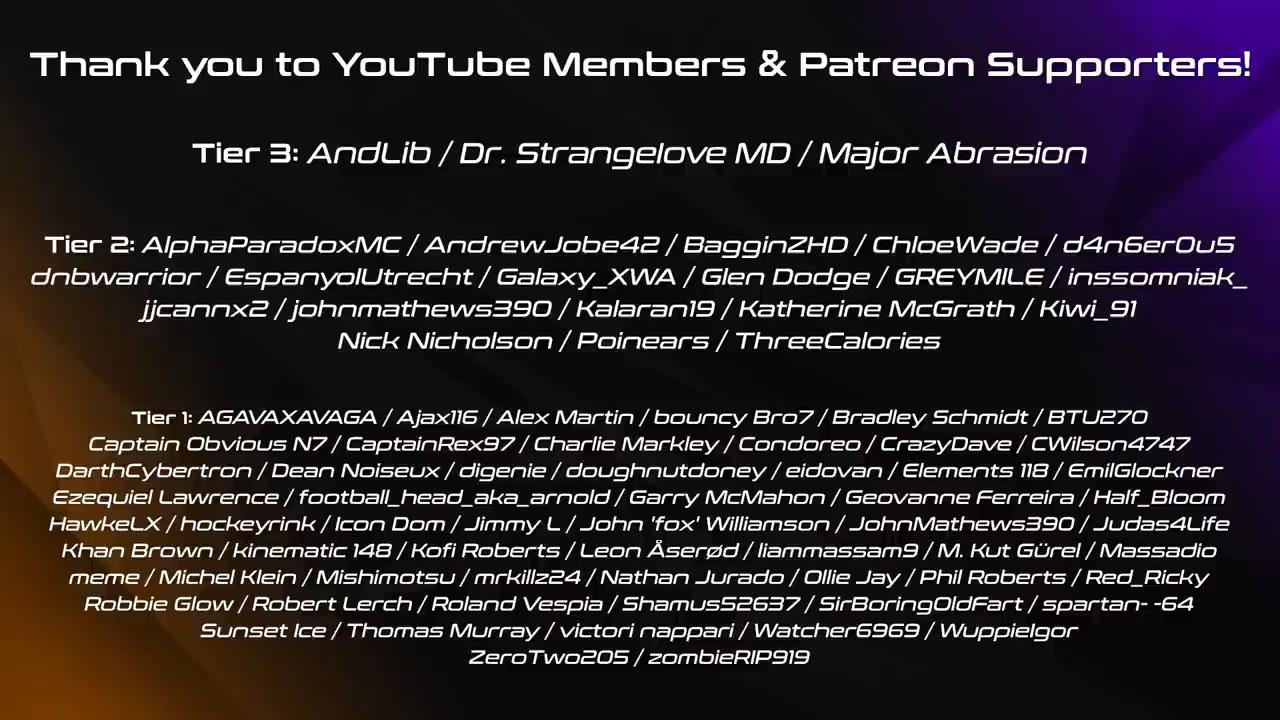 Thank you to YouTube Members & Patreon Supporters!
Tier 3: AndLib / Dr. Strangelove MD / Major Abrasion
Tier 2: AlphaParadoxMC / AndrewJobe42 / BagginZHD / ChloeWade / d4n6er0u5
dnbwarrior / EspanyolUtrecht / Galaxy_XWA / Glen Dodge / GREYMILE / inssomniak_
jjcannx2 / johnmathews390 / Kalaran19 / Katherine McGrath / Kiwi_91
Nick Nicholson / Poinears / ThreeCalories
Tier 1: AGAVAXAVAGA / Ajax116 / Alex Martin / bouncy Bro7 / Bradley Schmidt / BTU270
Captain Obvious N7 / CaptainRex97 / Charlie Markley / Condoreo / CrazyDave / CWilson4747
DarthCybertron / Dean Noiseux / digenie / doughnutdoney / eidovan / Elements 118 / EmilGlockner
Ezequiel Lawrence / football_head_aka_arnold / Garry McMahon / Geovanne Ferreira / Half_Bloom
HawkeLX / hockeyrink / Icon Dom / Jimmy L / John 'fox' Williamson / JohnMathews390 / Judas4Life
Khan Brown / kinematic 148 / Kofi Roberts / Leon Åserød / liammassam9 / M. Kut Gürel / Massadio
meme / Michel Klein / Mishimotsu / mrkillz24 / Nathan Jurado / Ollie Jay / Phil Roberts / Red_Ricky
Robbie Glow / Robert Lerch / Roland Vespia / Shamus52637 / SirBoringOldFart / spartan- -64
Sunset Ice / Thomas Murray / victori nappari / Watcher6969 / WuppieIgor
ZeroTwo205 / zombieRIP919